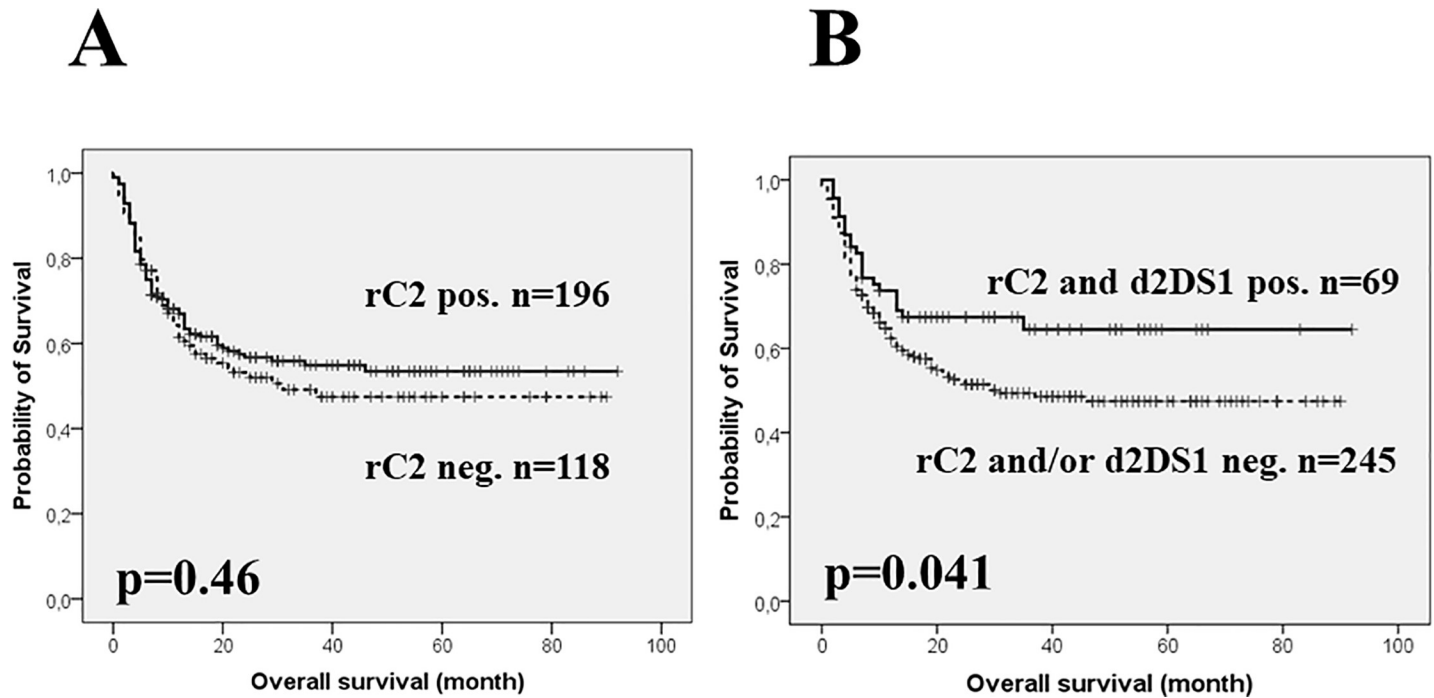 A
B
Probability of Survival
1,0
0,8
0,6
0,4
0,2
0,0
rC2 pos. n=196
rC2 neg. n=118
p=0.46
0 20 40 60 80 100
Overall survival (month)
Probability of Survival
1,0
0,8
0,6
0,4
0,2
0,0
rC2 and d2DS1 pos. n=69
rC2 and/or d2DS1 neg. n=245
p=0.041
0 20 40 60 80 100
Overall survival (month)